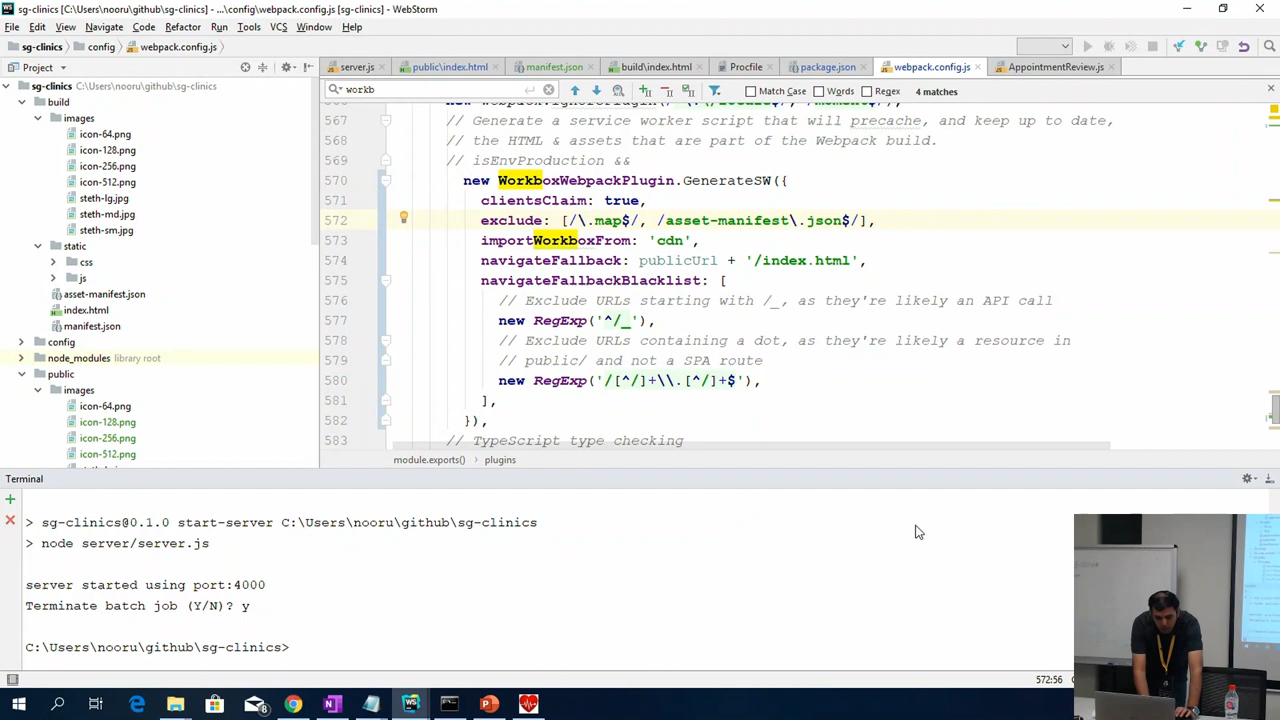 sg-clinics [C:\Users\nooru\github\sg-clinics] - ...\config\webpack.config.js [sg-clinics] - WebStorm
File Edit View Navigate Code Refactor Run Tools VCS Window Help
sg-clinics config webpack.config.js
Project
server.js public\index.html manifest.json build\index.html Procfile package.json webpack.config.js AppointmentReview.js
workb Match Case Words Regex 4 matches
sg-clinics C:\Users\nooru\github\sg-clinics
build
images
icon-64.png
icon-128.png
icon-256.png
icon-512.png
steth-lg.jpg
steth-md.jpg
steth-sm.jpg
static
css
js
asset-manifest.json
index.html
manifest.json
config
node_modules library root
public
images
icon-64.png
icon-128.png
icon-256.png
icon-512.png
567 // Generate a service worker script that will precache, and keep up to date,
568 // the HTML & assets that are part of the Webpack build.
569 // isEnvProduction &&
570 new WorkboxWebpackPlugin.GenerateSW({
571 clientsClaim: true,
572 exclude: [/\.map$/, /asset-manifest\.json$/],
573 importWorkboxFrom: 'cdn',
574 navigateFallback: publicUrl + '/index.html',
575 navigateFallbackBlacklist: [
576 // Exclude URLs starting with /_, as they're likely an API call
577 new RegExp('^/_'),
578 // Exclude URLs containing a dot, as they're likely a resource in
579 // public/ and not a SPA route
580 new RegExp('/[^/]+\\.[^/]+$'),
581 ],
582 }),
583 // TypeScript type checking
module.exports() plugins
Terminal
> sg-clinics@0.1.0 start-server C:\Users\nooru\github\sg-clinics
> node server/server.js
server started using port:4000
Terminate batch job (Y/N)? y
C:\Users\nooru\github\sg-clinics>
572:56